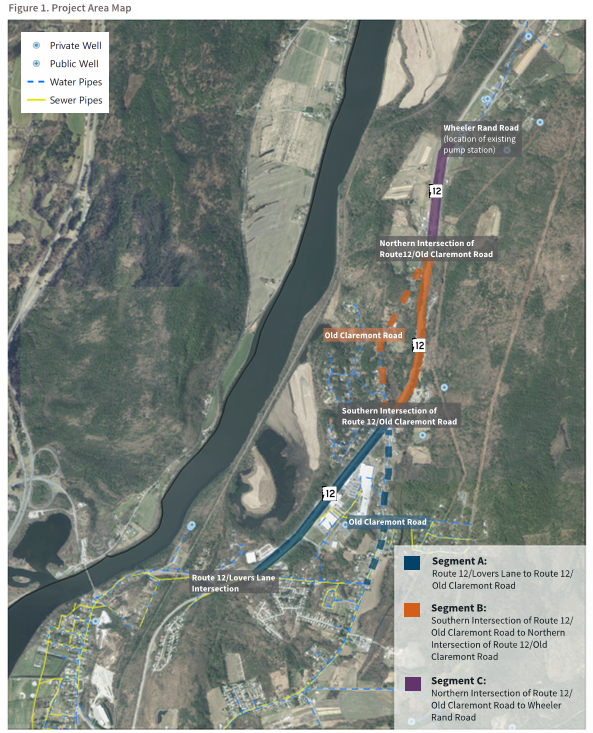 Figure 1. Project Area Map
Private Well
Public Well
Water Pipes
Sewer Pipes
Wheeler Rand Road
(location of existing
pump station)
12
Northern Intersection of
Route12/Old Claremont Road
Old Claremont Road
12
Southern Intersection of
Route 12/Old Claremont Road
12
Old Claremont Road
Route 12/Lovers Lane
Intersection
Segment A:
Route 12/Lovers Lane to Route 12/
Old Claremont Road
Segment B:
Southern Intersection of Route 12/
Old Claremont Road to Northern
Intersection of Route 12/Old
Claremont Road
Segment C:
Northern Intersection of Route 12/
Old Claremont Road to Wheeler
Rand Road